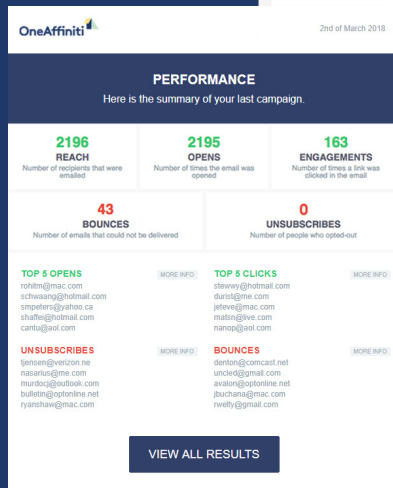 OneAffiniti
2nd of March 2018
PERFORMANCE
Here is the summary of your last campaign.
2196
REACH
Number of recipients that were
emailed
2195
OPENS
Number of times the email was
opened
163
ENGAGEMENTS
Number of times a link was
clicked in the email
43
BOUNCES
Number of emails that could not be delivered
0
UNSUBSCRIBES
Number of people who opted-out
TOP 5 OPENS
MORE INFO
rohitm@mac.com
schwaang@hotmail.com
smpeters@yahoo.ca
shaffei@hotmail.com
cantu@aol.com
TOP 5 CLICKS
MORE INFO
stewwy@hotmail.com
durist@me.com
jeteve@mac.com
matsn@live.com
nanop@aol.com
UNSUBSCRIBES
MORE INFO
tjensen@verizon.ne
nasarius@me.com
murdocj@outlook.com
bulletin@optonline.net
ryanshaw@mac.com
BOUNCES
MORE INFO
denton@comcast.net
uncled@gmail.com
avalon@optonline.net
jbuchana@mac.com
rwelty@gmail.com
VIEW ALL RESULTS